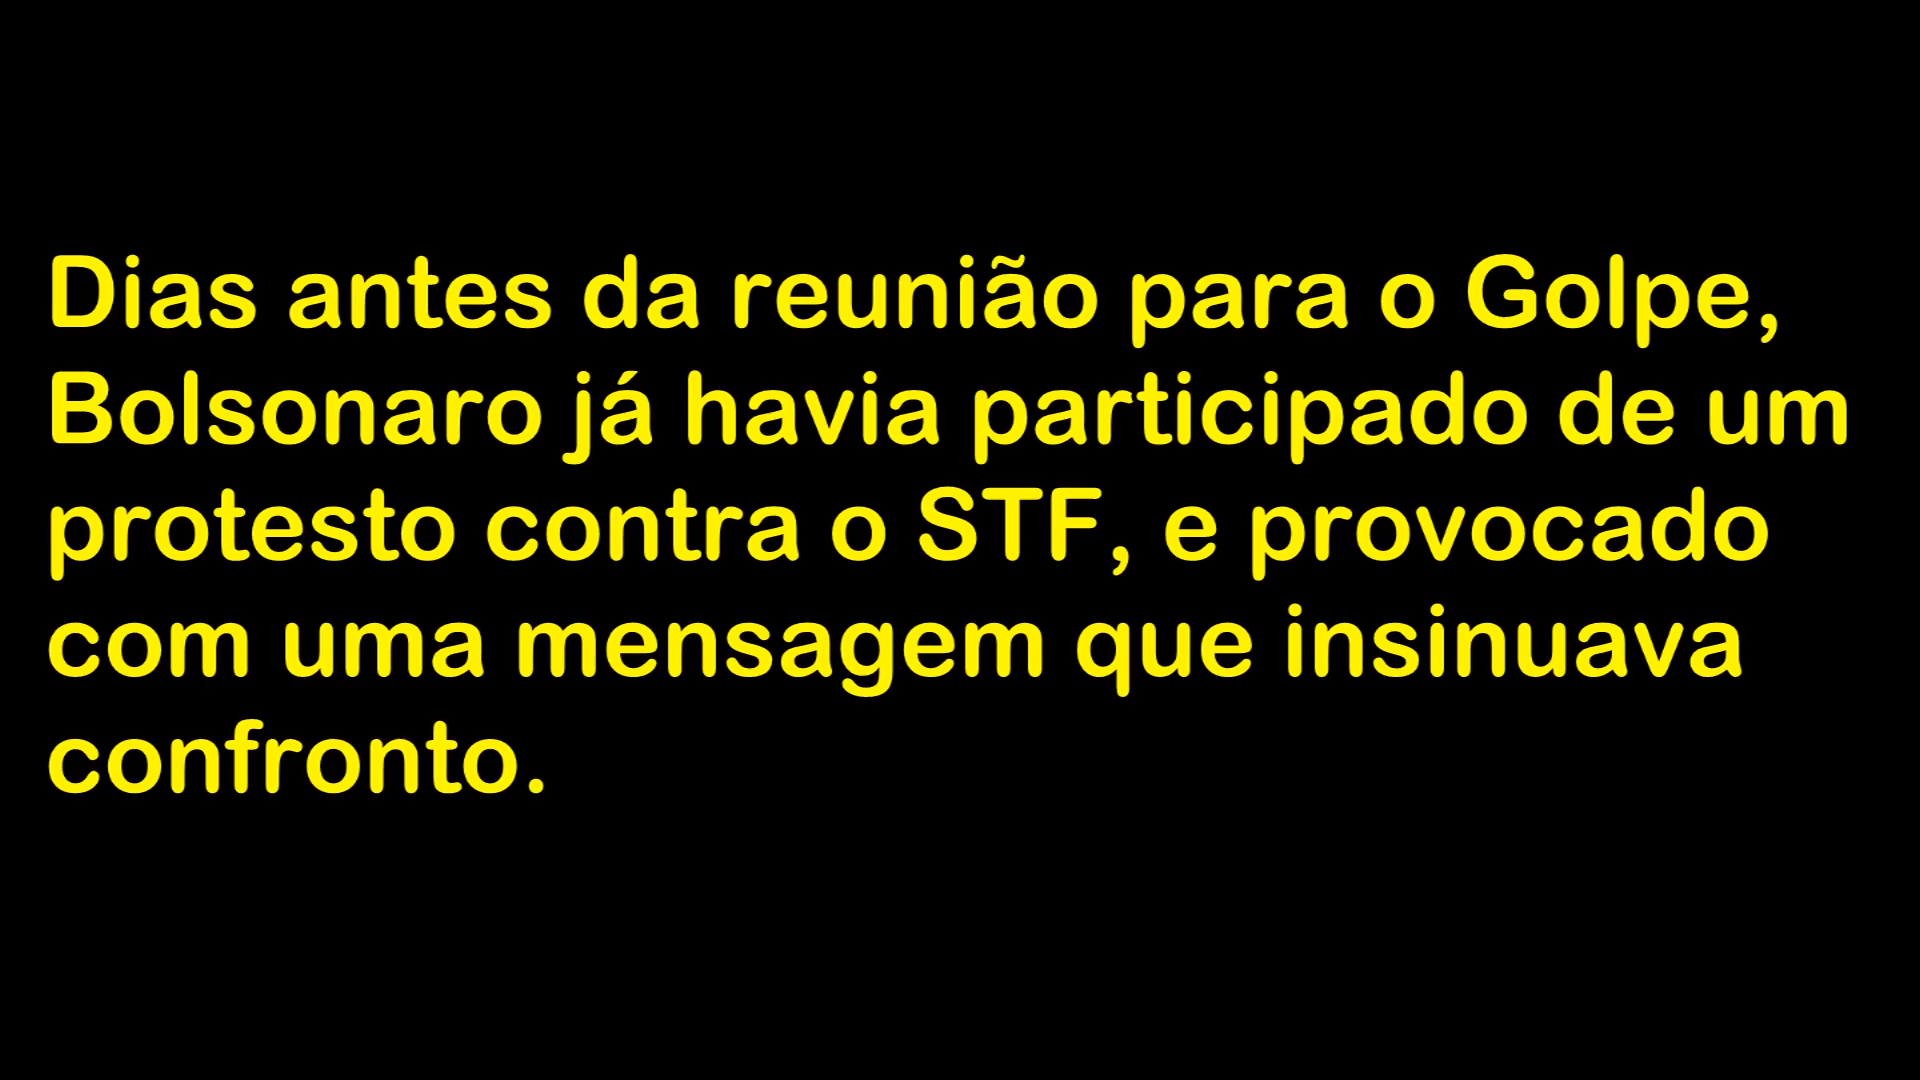 Dias antes da reunião para o Golpe,
Bolsonaro já havia participado de um
protesto contra o STF, e provocado
com uma mensagem que insinuava
confronto.